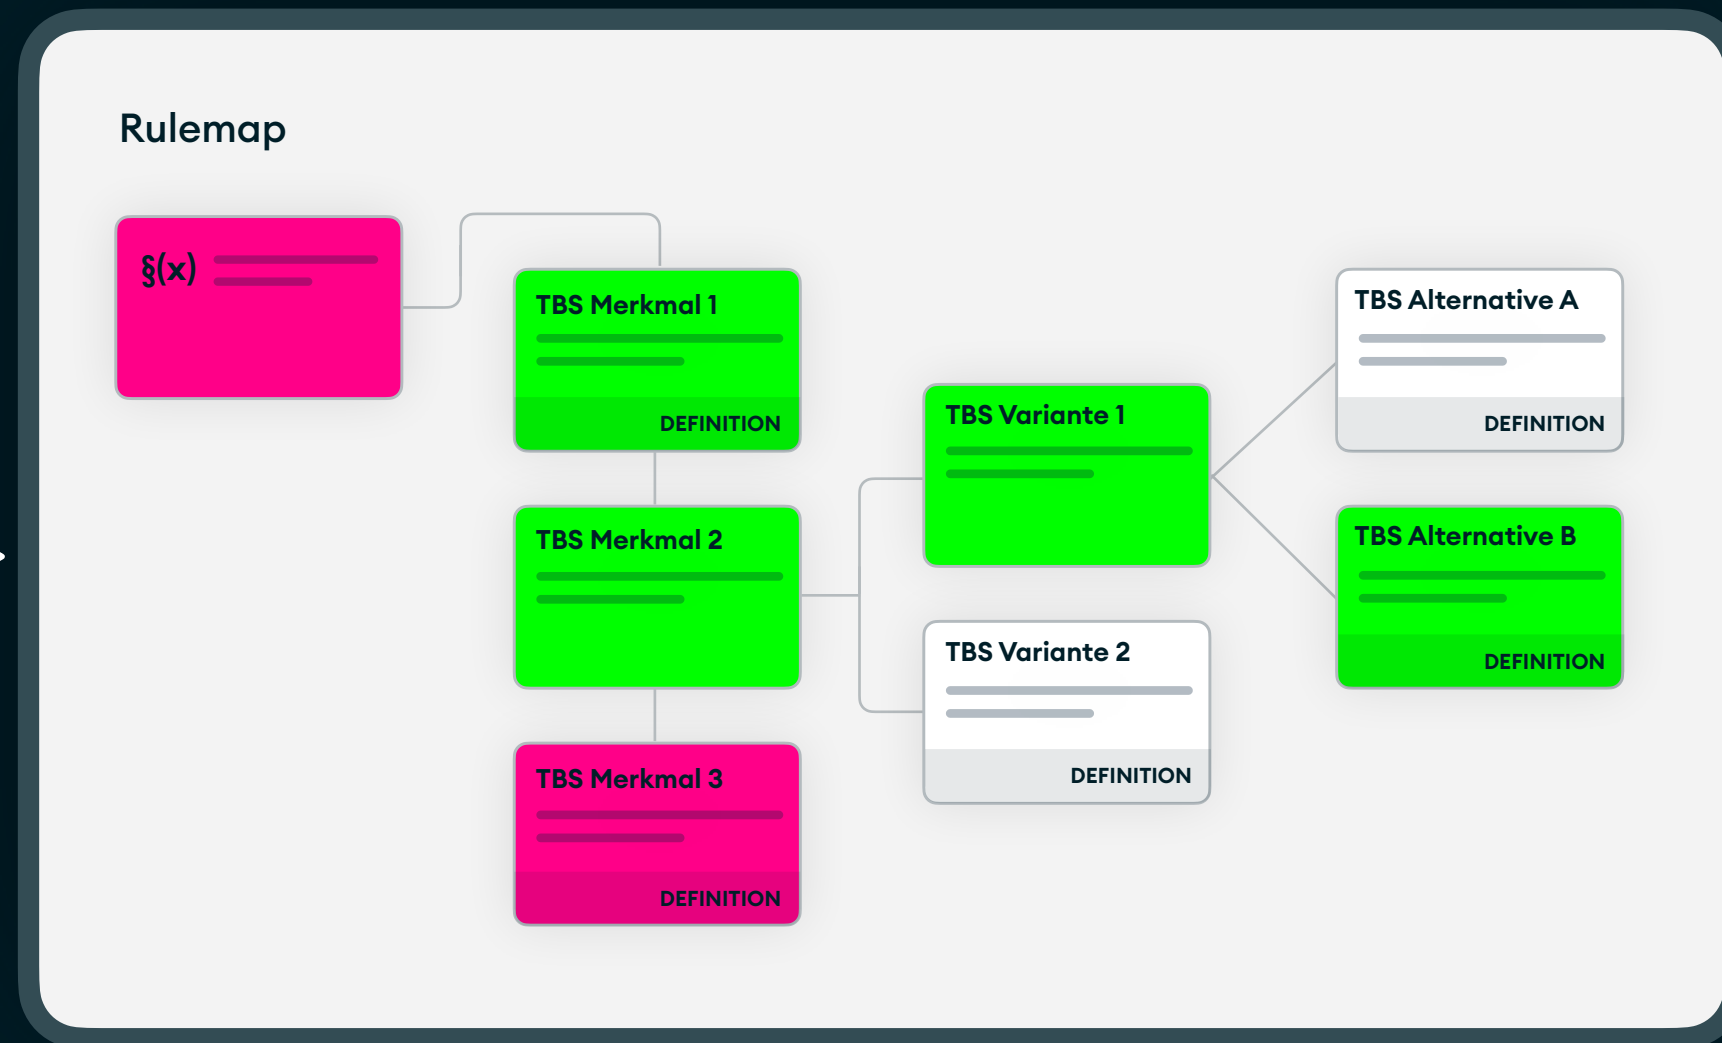 Rulemap
§(x)
TBS Merkmal 1
DEFINITION
TBS Merkmal 2
TBS Merkmal 3
DEFINITION
TBS Variante 1
TBS Variante 2
DEFINITION
TBS Alternative A
DEFINITION
TBS Alternative B
DEFINITION